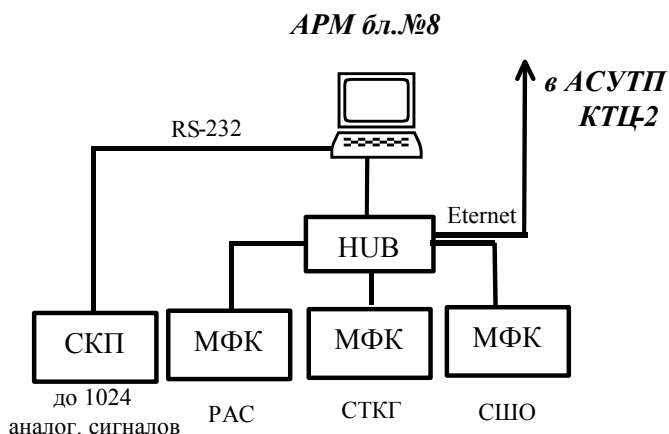 АРМ бл.№8
в АСУТП
КТЦ-2
RS-232
Eternet
HUB
СКП
МФК
МФК
МФК
до 1024
аналог, сигналов
РАС
СТКГ
СШО